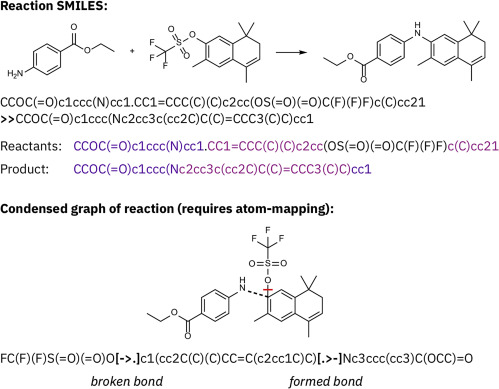 Reaction SMILES:
O
O
H₂N
+
F
F
F
O
S
O
O
H
N
O
O
CCOC(=O)c1ccc(N)cc1.CC1=CCC(C)(C)c2cc(OS(=O)(=O)C(F)(F)F)c(C)cc21
>>CCOC(=O)c1ccc(Nc2cc3c(cc2C)C(C)=CCC3(C)C)cc1
Reactants: CCOC(=O)c1ccc(N)cc1.CC1=CCC(C)(C)c2cc(OS(=O)(=O)C(F)(F)F)c(C)cc21
Product: CCOC(=O)c1ccc(Nc2cc3c(cc2C)C(C)=CCC3(C)C)cc1
Condensed graph of reaction (requires atom-mapping):
F
F
F
O=S=O
O
H
N
O
O
FC(F)(F)S(=O)(=O)O[->.]c1(cc2C(C)(C)CC=C(c2cc1C)C)[.>-]Nc3ccc(cc3)C(OCC)=O
broken bond formed bond